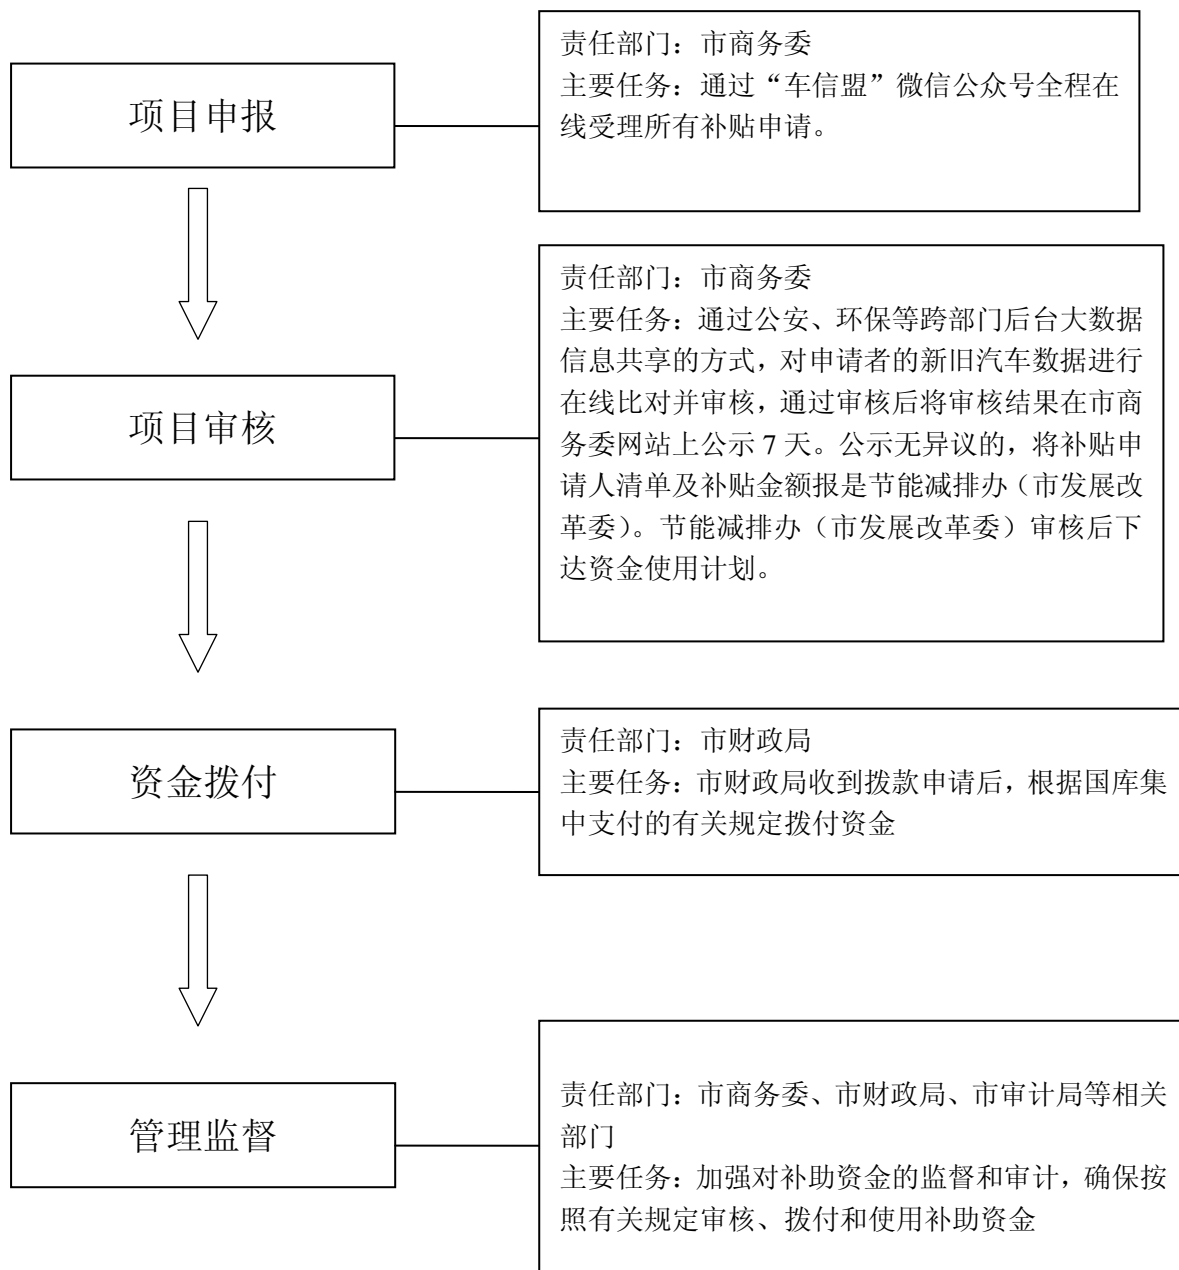 项目申报
责任部门：市商务委
主要任务：通过“车信盟”微信公众号全程在
线受理所有补贴申请。
项目审核
责任部门：市商务委
主要任务：通过公安、环保等跨部门后台大数据
信息共享的方式，对申请者的新旧汽车数据进行
在线比对并审核，通过审核后将审核结果在市商
务委网站上公示 7 天。公示无异议的，将补贴申
请人清单及补贴金额报是节能减排办（市发展改
革委）。节能减排办（市发展改革委）审核后下
达资金使用计划。
资金拨付
责任部门：市财政局
主要任务：市财政局收到拨款申请后，根据国库集
中支付的有关规定拨付资金
管理监督
责任部门：市商务委、市财政局、市审计局等相关
部门
主要任务：加强对补助资金的监督和审计，确保按
照有关规定审核、拨付和使用补助资金